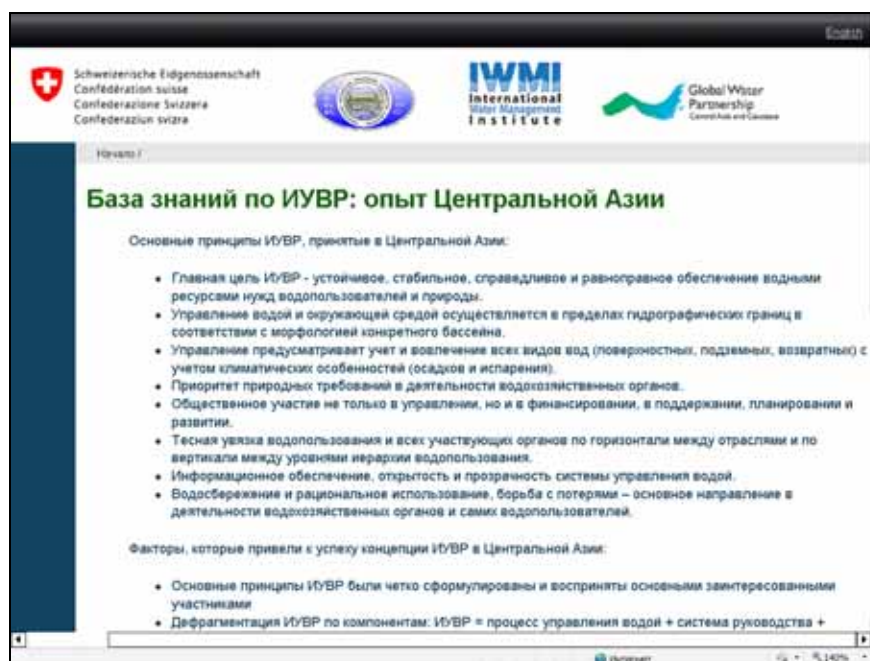 English
Schweizerische Eidgenossenschaft
Confédération suisse
Confederazione Svizzera
Confederaziun svizra
IWMI
International
Water Management
Institute
Global Water
Partnership
Central Asia and Caucasus
Начало /
База знаний по ИУВР: опыт Центральной Азии
Основные принципы ИУВР, принятые в Центральной Азии:
• Главная цель ИУВР - устойчивое, стабильное, справедливое и равноправное обеспечение водными
ресурсами нужд водопользователей и природы.
• Управление водой и окружающей средой осуществляется в пределах гидрографических границ в
соответствии с морфологией конкретного бассейна.
• Управление предусматривает учет и вовлечение всех видов вод (поверхностных, подземных, возвратных) с
учетом климатических особенностей (осадков и испарения).
• Приоритет природных требований в деятельности водохозяйственных органов.
• Общественное участие не только в управлении, но и в финансировании, в поддержании, планировании и
развитии.
• Тесная увязка водопользования и всех участвующих органов по горизонтали между отраслями и по
вертикали между уровнями иерархии водопользования.
• Информационное обеспечение, открытость и прозрачность системы управления водой.
• Водосбережение и рациональное использование, борьба с потерями – основное направление в
деятельности водохозяйственных органов и самих водопользователей.
Факторы, которые привели к успеху концепции ИУВР в Центральной Азии:
• Основные принципы ИУВР были четко сформулированы и восприняты основными заинтересованными
участниками
• Дефрагментация ИУВР по компонентам: ИУВР = процесс управления водой + система руководства +
Интернет
140%